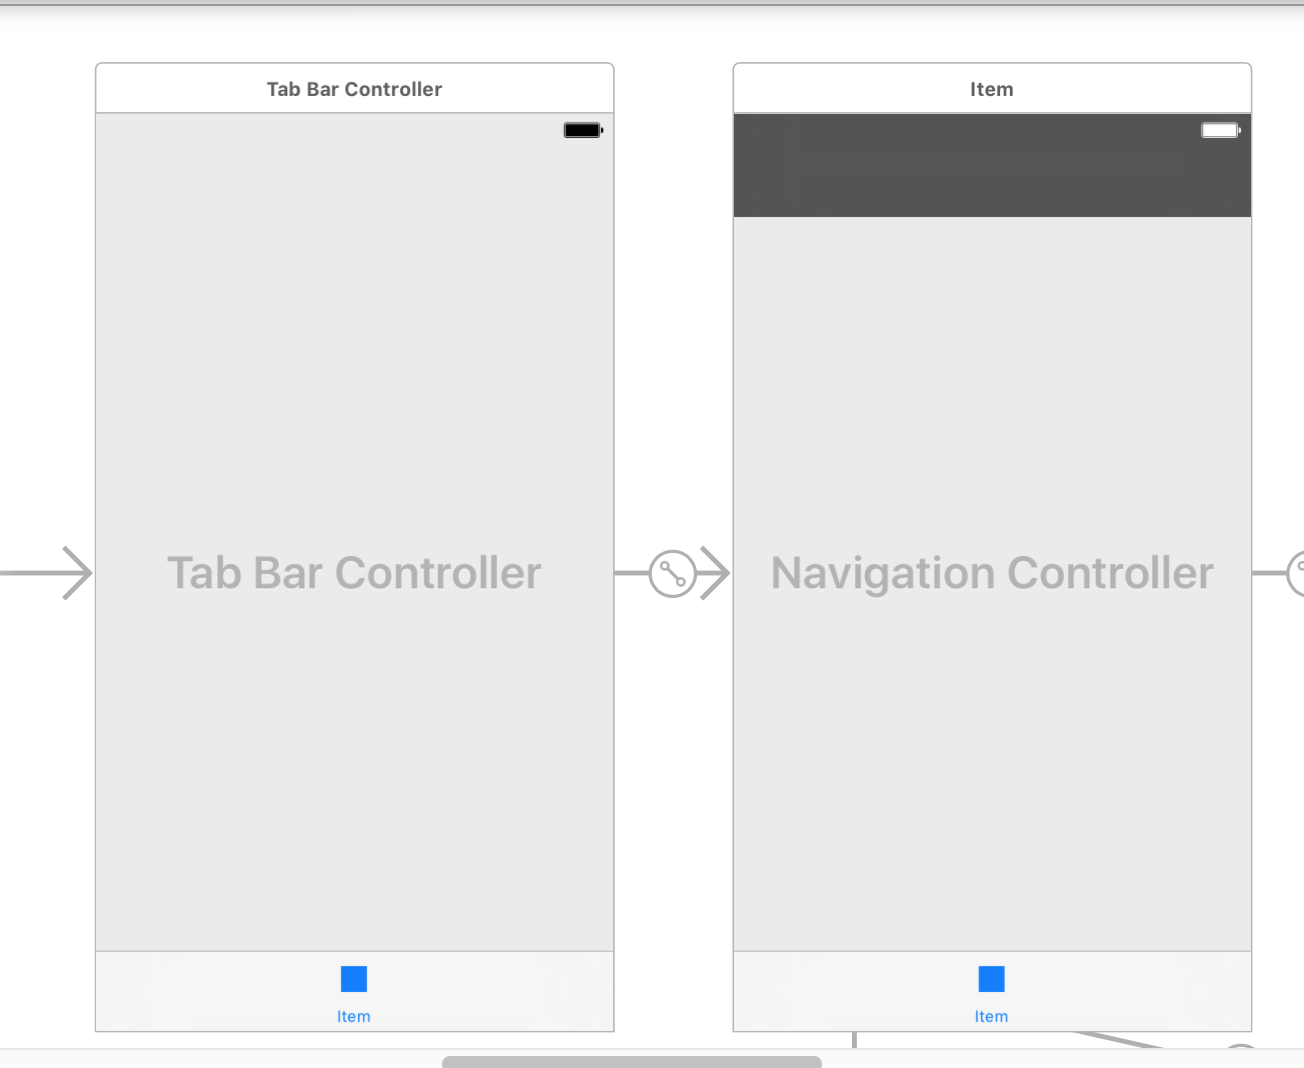 Tab Bar Controller
Item
Tab Bar Controller
Navigation Controller
Item
Item